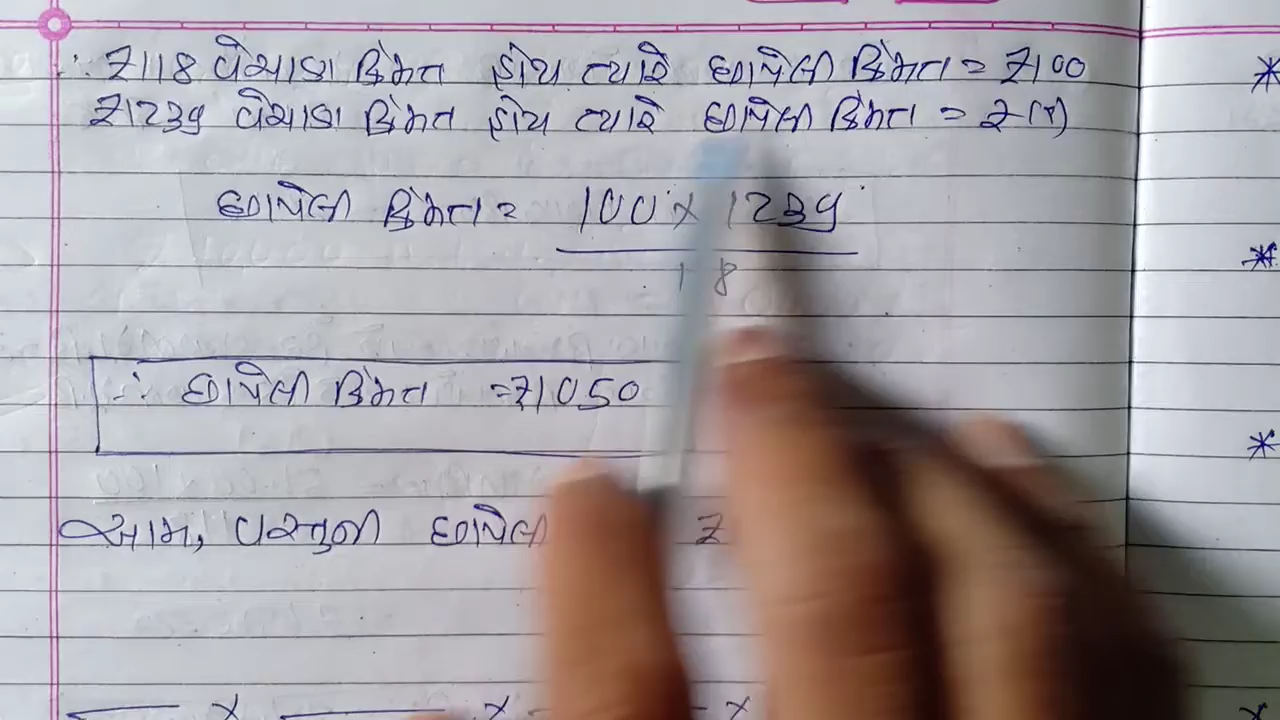 ∴ ₹118 વેચાણ કિંમત હોય ત્યારે છાપેલી કિંમત = ₹100
₹1239 વેચાણ કિંમત હોય ત્યારે છાપેલી કિંમત = ? (x)
છાપેલી કિંમત = 100 x 1239
118
∴ છાપેલી કિંમત = ₹1050
આમ, વસ્તુની છાપેલી ₹